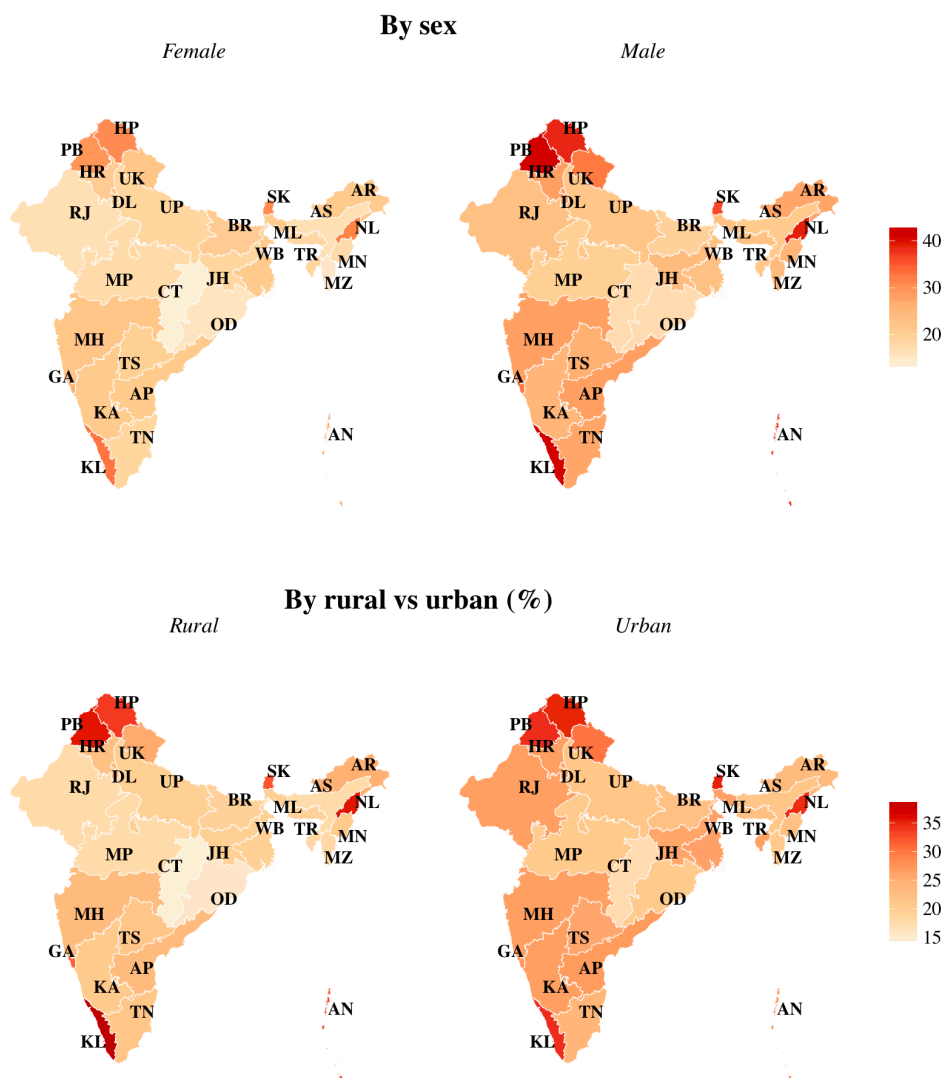 By sex
Female Male
HP HP
PB PB
HR UK HR UK
DL SK AR DL SK AR
RJ UP AS RJ UP AS
BR ML NL BR ML NL
WB TR MN WB TR MN
MP JH MZ MP JH MZ
CT CT
OD OD
MH MH
TS TS
GA AP GA AP
KA KA
TN AN TN AN
KL KL
40
30
20
By rural vs urban (%)
Rural Urban
HP HP
PB PB
HR UK HR UK
DL SK AR DL SK AR
RJ UP AS RJ UP AS
BR ML NL BR ML NL
WB TR MN WB TR MN
MP JH MZ MP JH MZ
CT CT
OD OD
MH MH
TS TS
GA AP GA AP
KA KA
TN AN TN AN
KL KL
35
30
25
20
15